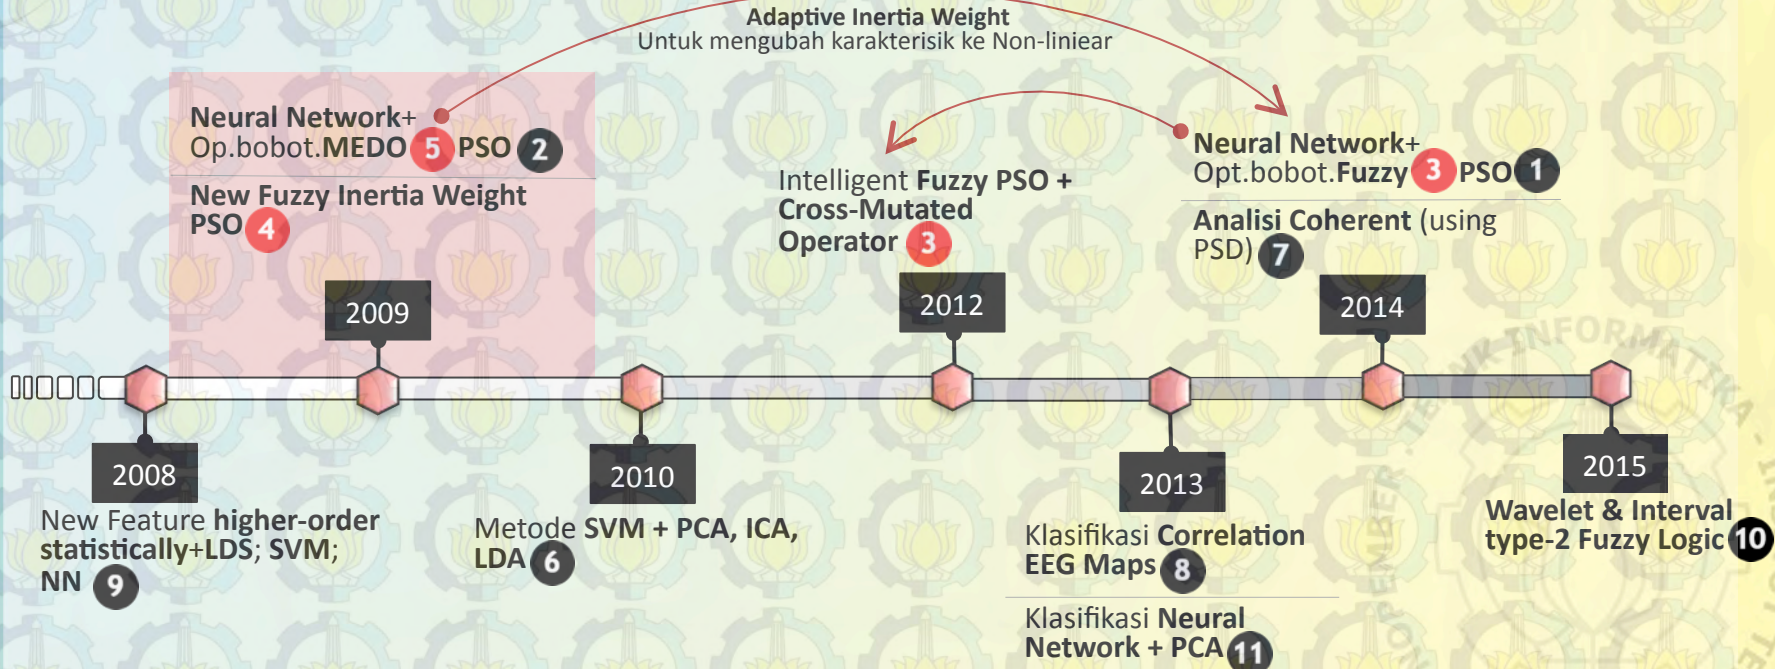 Adaptive Inertia Weight
Untuk mengubah karakterisik ke Non-liniear
Neural Network+
Op.bobot.MEDO 5 PSO 2
New Fuzzy Inertia Weight
PSO 4
Intelligent Fuzzy PSO +
Cross-Mutated
Operator 3
Neural Network+
Opt.bobot.Fuzzy 3 PSO 1
Analisi Coherent (using
PSD) 7
2009
2012
2014
2008
2010
2013
2015
New Feature higher-order
statistically+LDS; SVM;
NN 9
Metode SVM + PCA, ICA,
LDA 6
Klasifikasi Correlation
EEG Maps 8
Klasifikasi Neural
Network + PCA 11
Wavelet & Interval
type-2 Fuzzy Logic 10